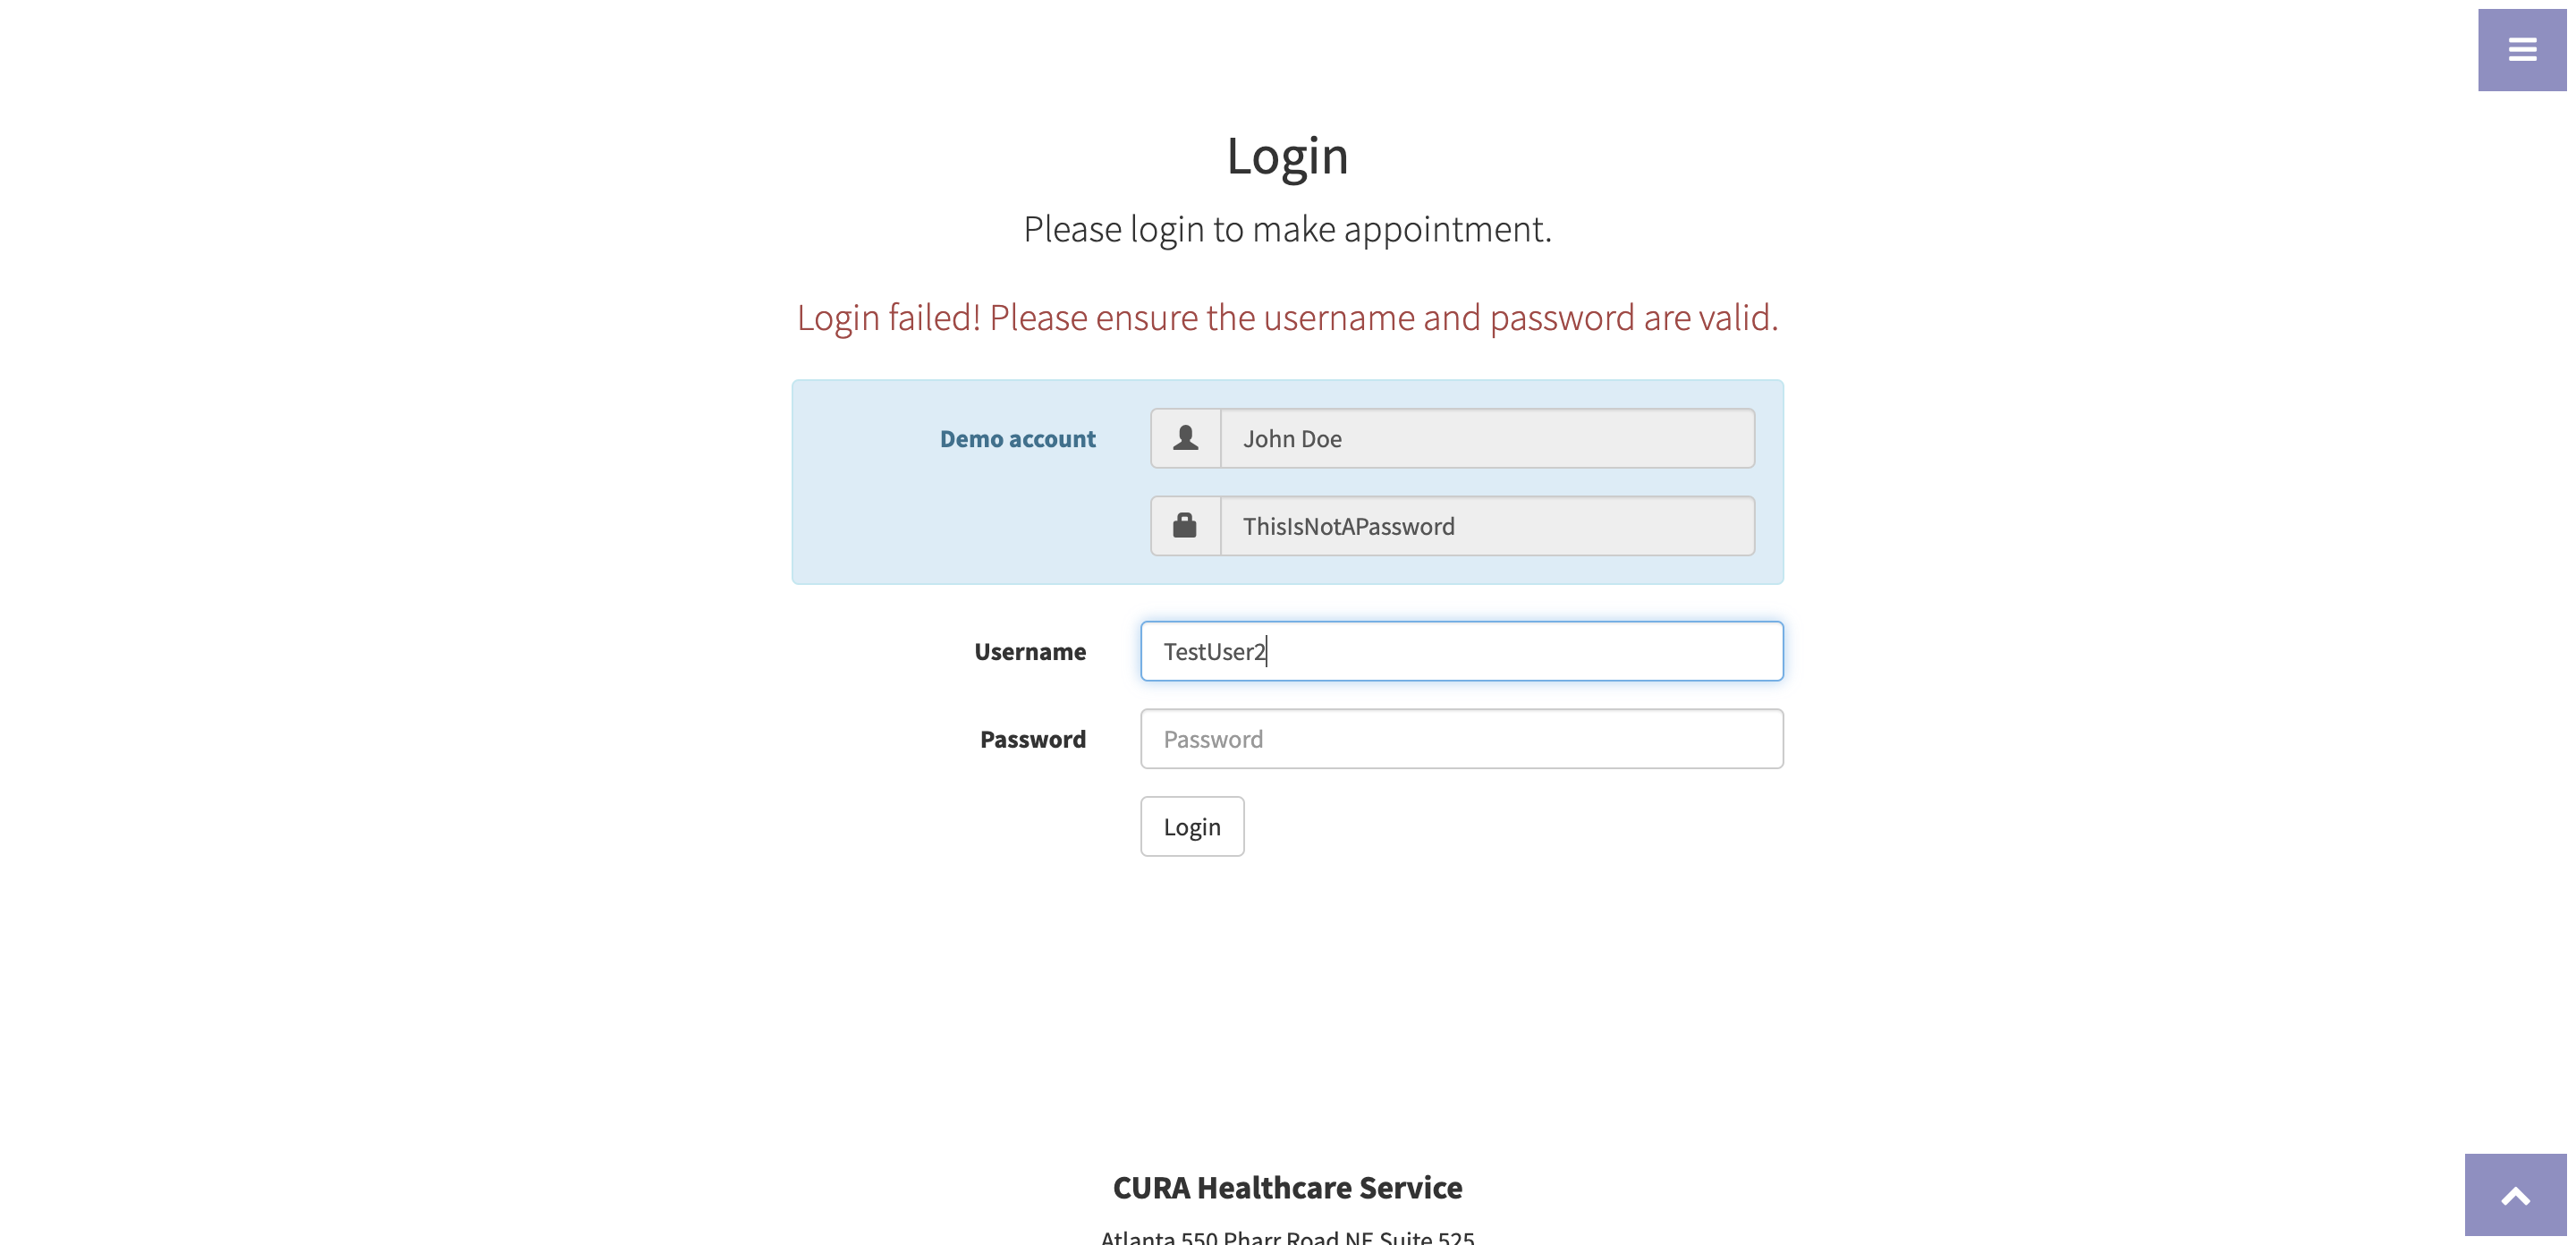 Login
Please login to make appointment.
Login failed! Please ensure the username and password are valid.
Demo account
John Doe
ThisIsNotAPassword
Username
TestUser2
Password
Password
Login
CURA Healthcare Service
Atlanta 550 Pharr Road NE Suite 525